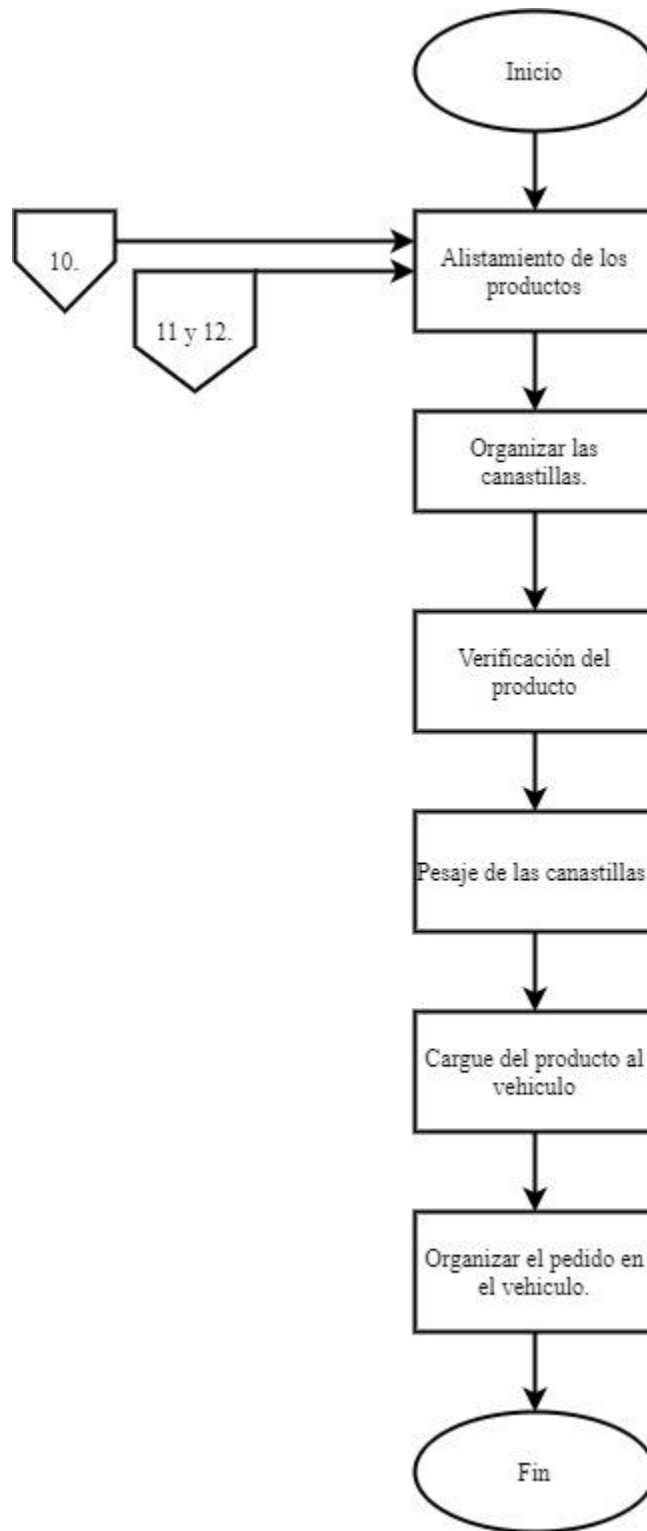 Inicio
10.
Alistamiento de los
productos
11 y 12.
Organizar las
canastillas.
Verificación del
producto
Pesaje de las canastillas
Cargue del producto al
vehiculo
Organizar el pedido en
el vehiculo.
Fin